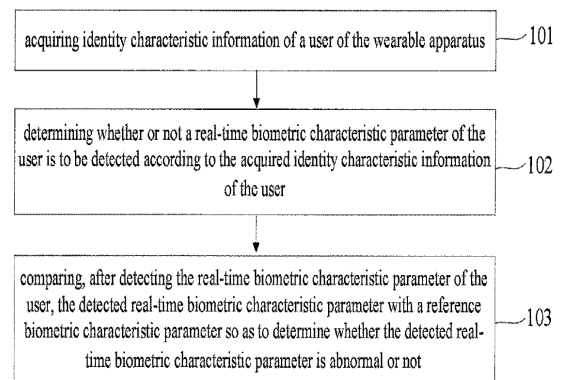 acquiring identity characteristic information of a user of the wearable apparatus
101
determining whether or not a real-time biometric characteristic parameter of the
user is to be detected according to the acquired identity characteristic information
of the user
102
comparing, after detecting the real-time biometric characteristic parameter of the
user, the detected real-time biometric characteristic parameter with a reference
biometric characteristic parameter so as to determine whether the detected real-
time biometric characteristic parameter is abnormal or not
103